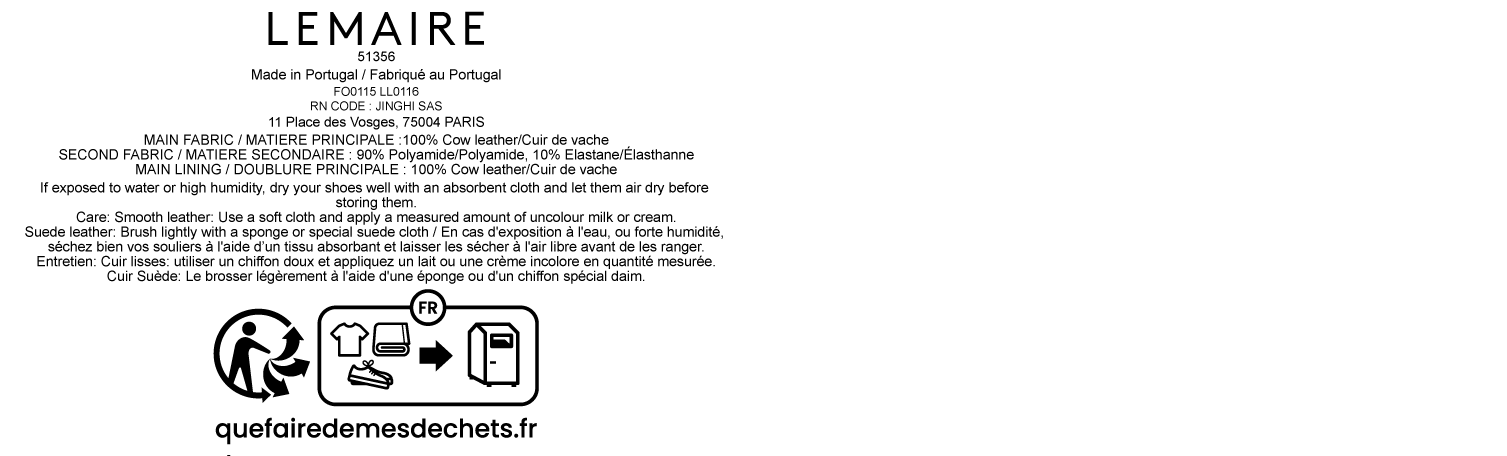 LEMAIRE
51356
Made in Portugal / Fabriqué au Portugal
FO0115 LL0116
RN CODE : JINGHI SAS
11 Place des Vosges, 75004 PARIS
MAIN FABRIC / MATIERE PRINCIPALE :100% Cow leather/Cuir de vache
SECOND FABRIC / MATIERE SECONDAIRE : 90% Polyamide/Polyamide, 10% Elastane/Élasthanne
MAIN LINING / DOUBLURE PRINCIPALE : 100% Cow leather/Cuir de vache
If exposed to water or high humidity, dry your shoes well with an absorbent cloth and let them air dry before
storing them.
Care: Smooth leather: Use a soft cloth and apply a measured amount of uncolour milk or cream.
Suede leather: Brush lightly with a sponge or special suede cloth / En cas d'exposition à l'eau, ou forte humidité,
séchez bien vos souliers à l'aide d’un tissu absorbant et laisser les sécher à l'air libre avant de les ranger.
Entretien: Cuir lisses: utiliser un chiffon doux et appliquez un lait ou une crème incolore en quantité mesurée.
Cuir Suède: Le brosser légèrement à l'aide d'une éponge ou d'un chiffon spécial daim.
FR
quefairedemesdechets.fr